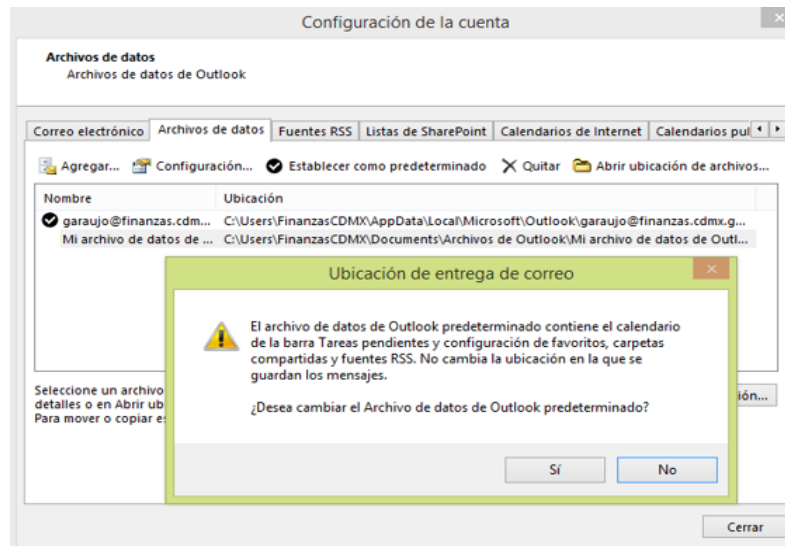 Configuración de la cuenta
Archivos de datos
Archivos de datos de Outlook
Correo electrónico Archivos de datos Fuentes RSS Listas de SharePoint Calendarios de Internet Calendarios pul
Agregar... Configuración... Establecer como predeterminado Quitar Abrir ubicación de archivos...
Nombre Ubicación
garaujo@finanzas.cdm... C:\Users\FinanzasCDMX\AppData\Local\Microsoft\Outlook\garaujo@finanzas.cdmx.g...
Mi archivo de datos de ... C:\Users\FinanzasCDMX\Documents\Archivos de Outlook\Mi archivo de datos de Outl...
Ubicación de entrega de correo
El archivo de datos de Outlook predeterminado contiene el calendario
de la barra Tareas pendientes y configuración de favoritos, carpetas
compartidas y fuentes RSS. No cambia la ubicación en la que se
guardan los mensajes.
¿Desea cambiar el Archivo de datos de Outlook predeterminado?
Sí No
Seleccione un archivo
detalles o en Abrir ub
Para mover o copiar e
ión...
Cerrar